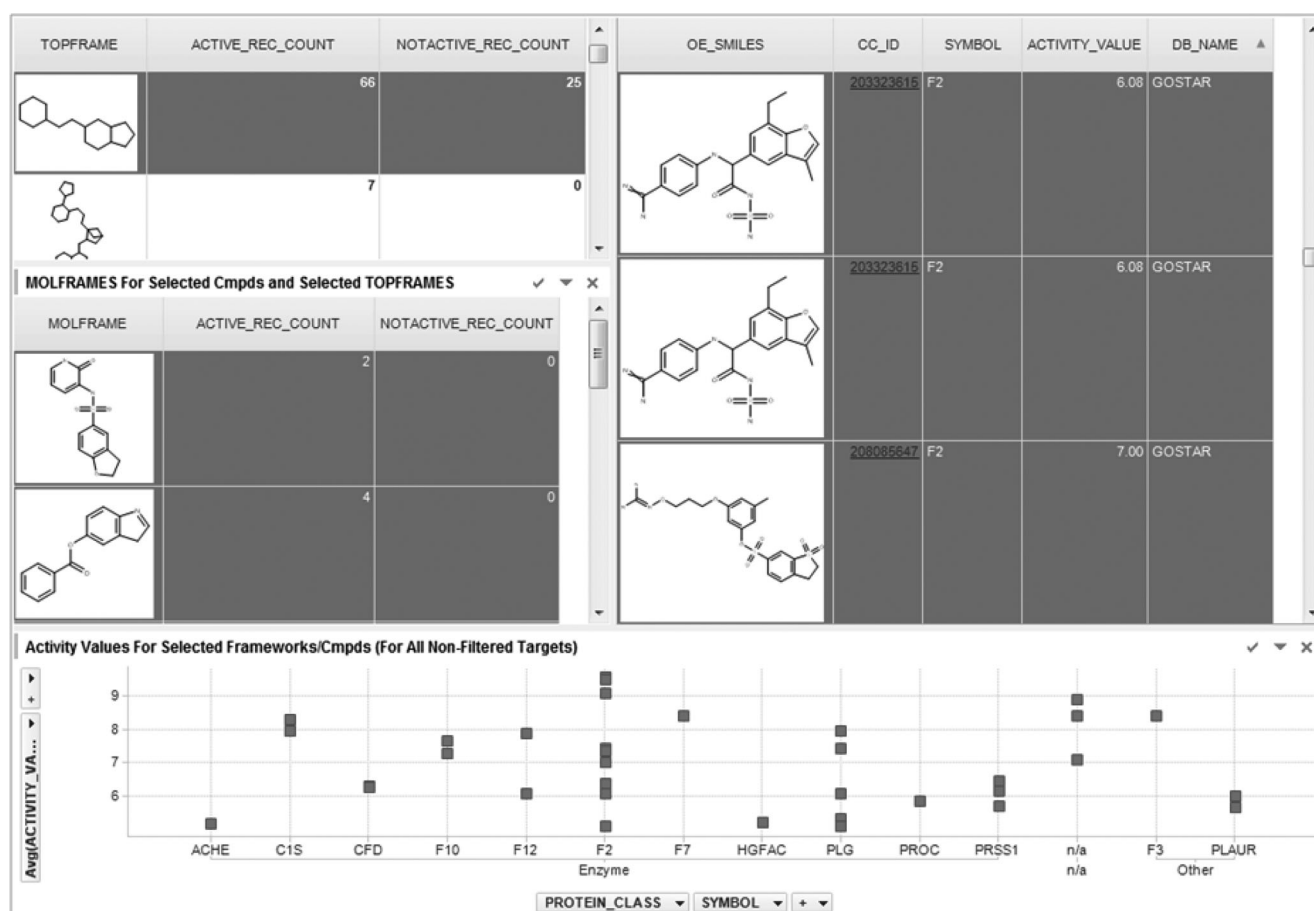 TOPFRAME ACTIVE_REC_COUNT NOTACTIVE_REC_COUNT
66 25
7 0
MOLFRAMES For Selected Cmpds and Selected TOPFRAMES
MOLFRAME ACTIVE_REC_COUNT NOTACTIVE_REC_COUNT
2 0
4 0
OE_SMILES CC_ID SYMBOL ACTIVITY_VALUE DB_NAME
203323615 F2 6.08 GOSTAR
203323615 F2 6.08 GOSTAR
208085647 F2 7.00 GOSTAR
Activity Values For Selected Frameworks/Cmpds (For All Non-Filtered Targets)
Avg(ACTIVITY_VA...
+
9
8
7
6
ACHE C1S CFD F10 F12 F2 F7 HGFAC PLG PROC PRSS1 n/a F3 PLAUR
Enzyme n/a Other
PROTEIN_CLASS SYMBOL +